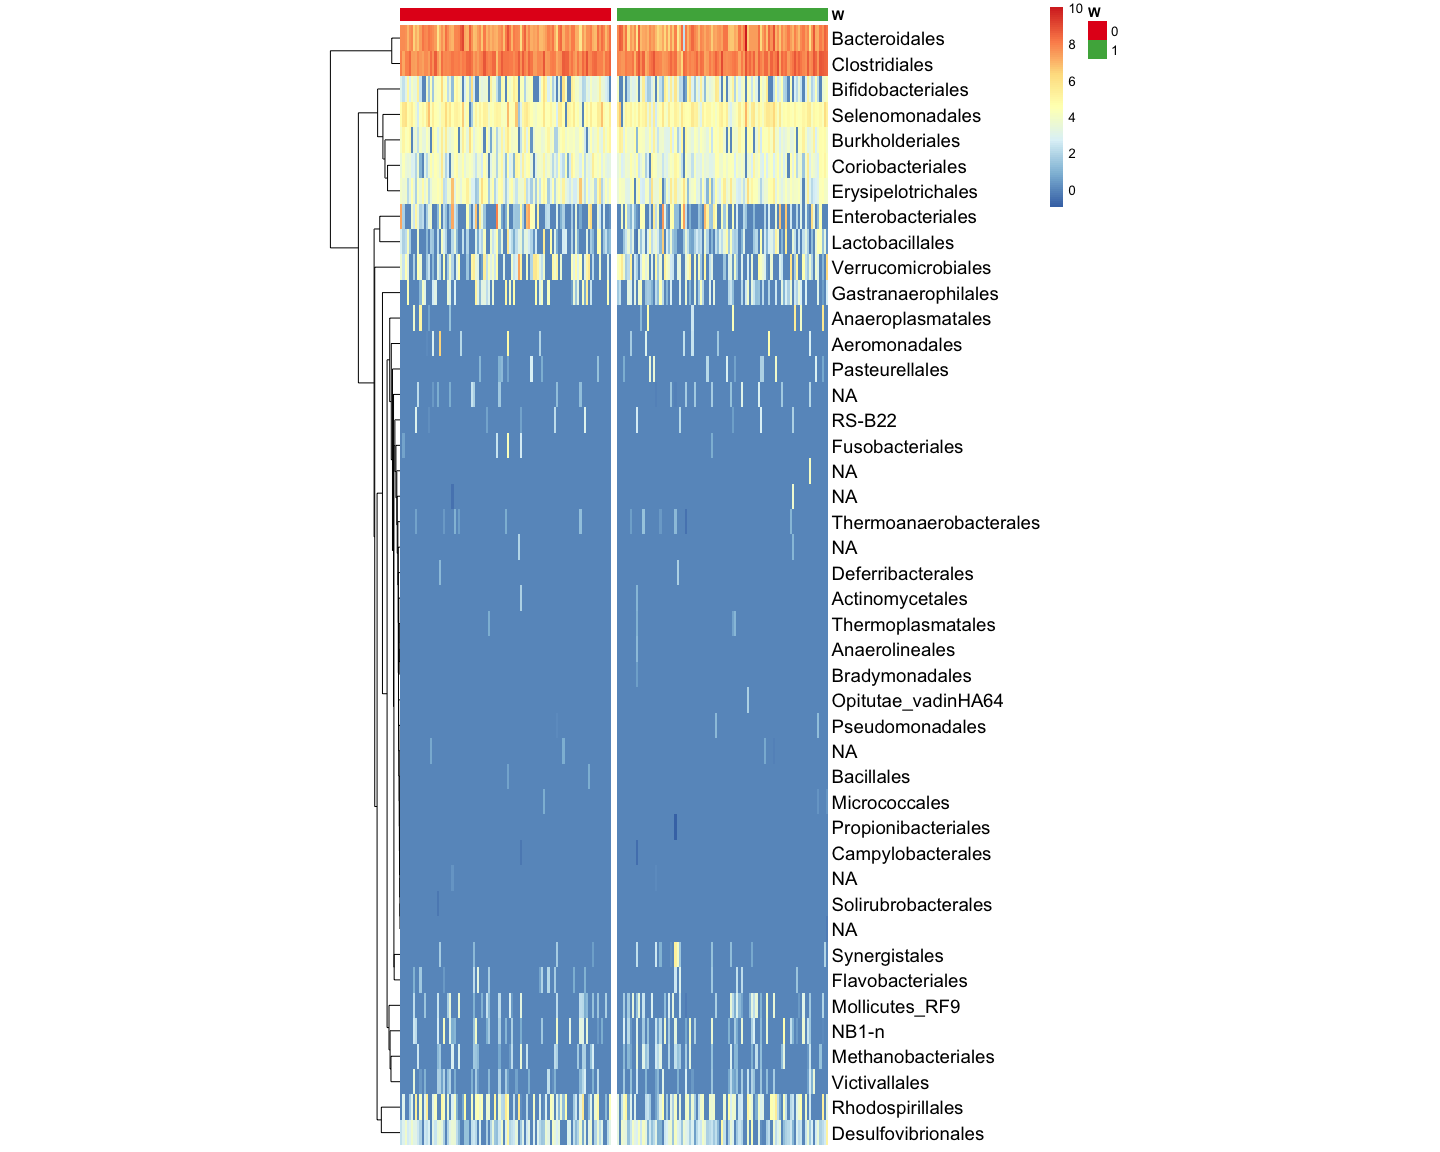 W
Bacteroidales
Clostridiales
Bifidobacteriales
Selenomonadales
Burkholderiales
Coriobacteriales
Erysipelotrichales
Enterobacteriales
Lactobacillales
Verrucomicrobiales
Gastranaerophilales
Anaeroplasmatales
Aeromonadales
Pasteurellales
NA
RS-B22
Fusobacteriales
NA
NA
Thermoanaerobacterales
NA
Deferribacterales
Actinomycetales
Thermoplasmatales
Anaerolineales
Bradymonadales
Opitutae_vadinHA64
Pseudomonadales
NA
Bacillales
Micrococcales
Propionibacteriales
Campylobacterales
NA
Solirubrobacterales
NA
Synergistales
Flavobacteriales
Mollicutes_RF9
NB1-n
Methanobacteriales
Victivallales
Rhodospirillales
Desulfovibrionales
10
8
6
4
2
0
W
0
1